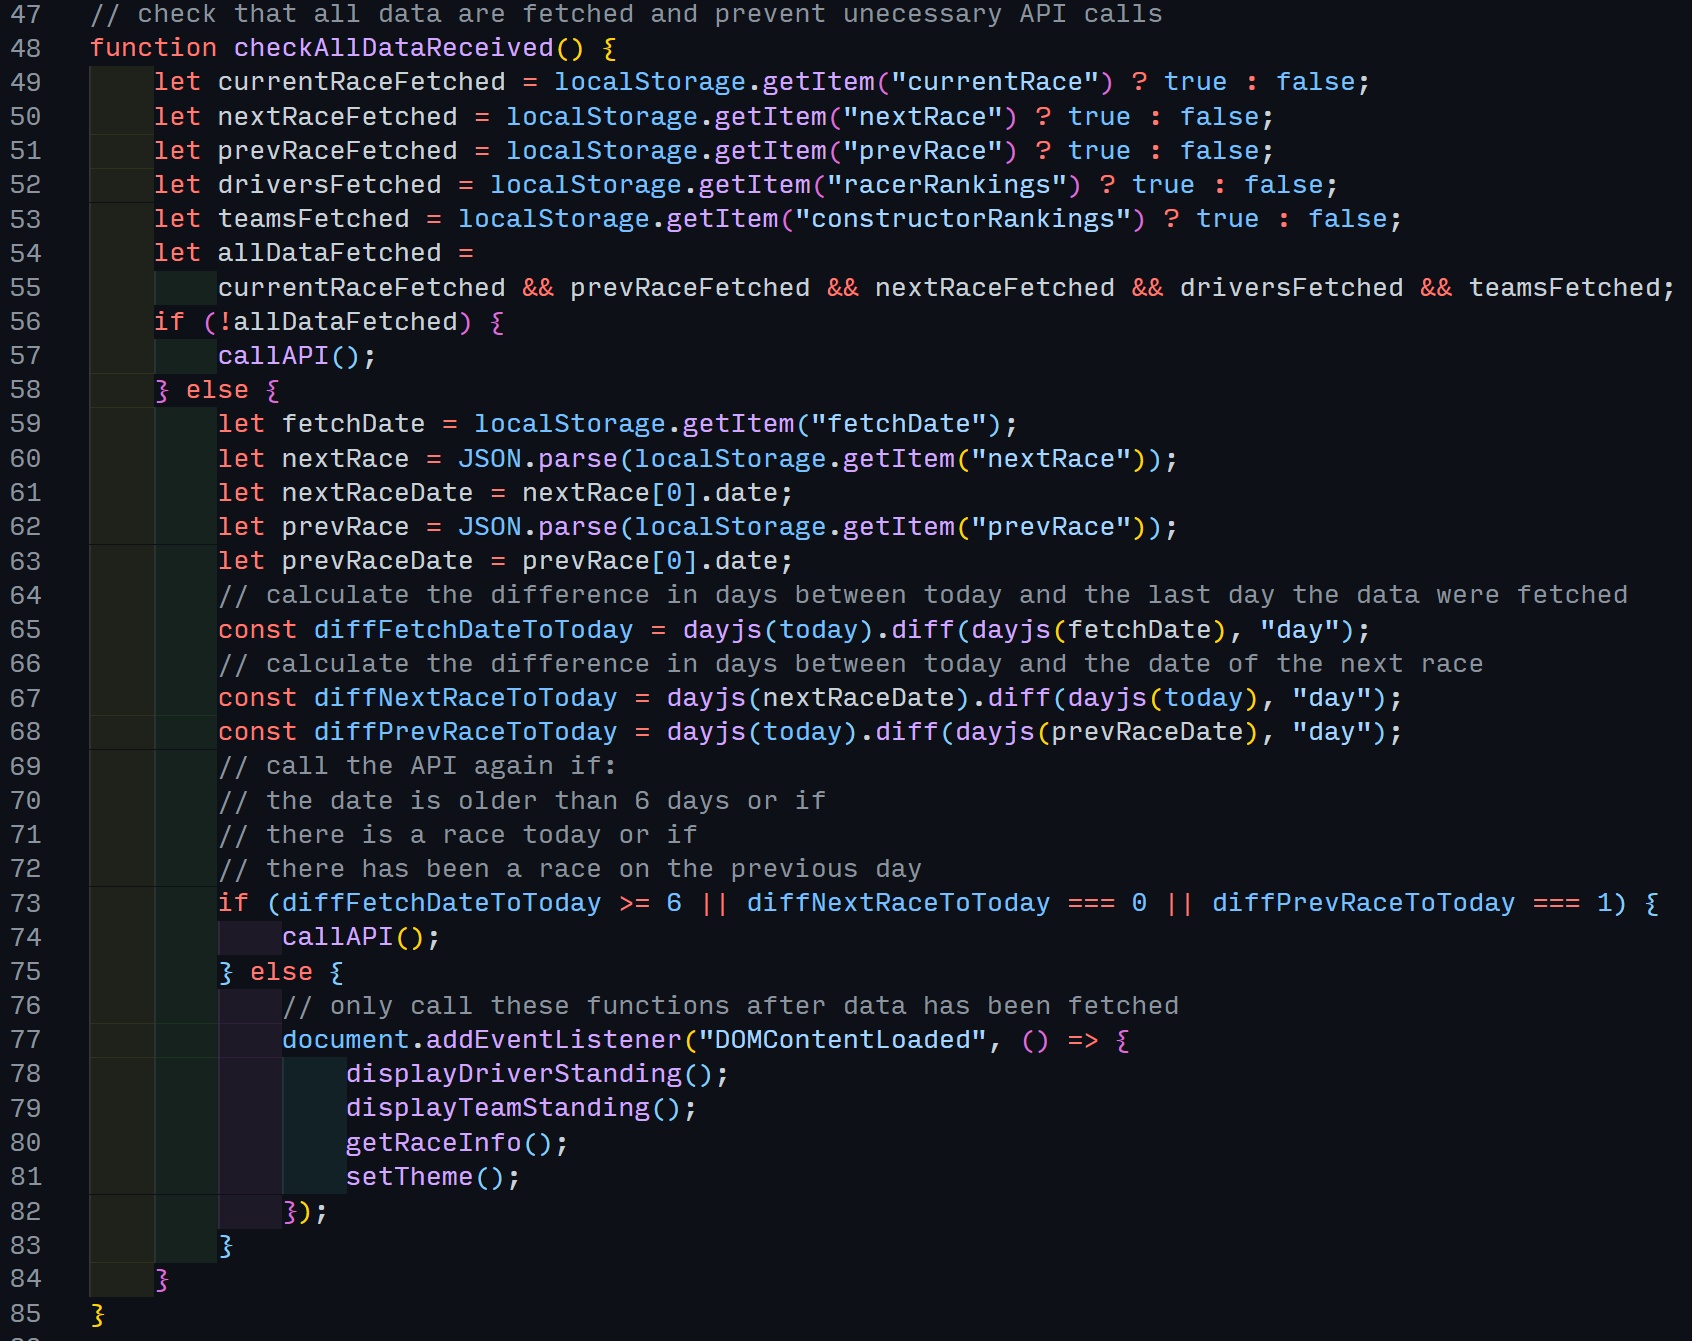 47 // check that all data are fetched and prevent unecessary API calls
48 function checkAllDataReceived() {
49 let currentRaceFetched = localStorage.getItem("currentRace") ? true : false;
50 let nextRaceFetched = localStorage.getItem("nextRace") ? true : false;
51 let prevRaceFetched = localStorage.getItem("prevRace") ? true : false;
52 let driversFetched = localStorage.getItem("racerRankings") ? true : false;
53 let teamsFetched = localStorage.getItem("constructorRankings") ? true : false;
54 let allDataFetched =
55 currentRaceFetched && prevRaceFetched && nextRaceFetched && driversFetched && teamsFetched;
56 if (!allDataFetched) {
57 callAPI();
58 } else {
59 let fetchDate = localStorage.getItem("fetchDate");
60 let nextRace = JSON.parse(localStorage.getItem("nextRace"));
61 let nextRaceDate = nextRace[0].date;
62 let prevRace = JSON.parse(localStorage.getItem("prevRace"));
63 let prevRaceDate = prevRace[0].date;
64 // calculate the difference in days between today and the last day the data were fetched
65 const diffFetchDateToToday = dayjs(today).diff(dayjs(fetchDate), "day");
66 // calculate the difference in days between today and the date of the next race
67 const diffNextRaceToToday = dayjs(nextRaceDate).diff(dayjs(today), "day");
68 const diffPrevRaceToToday = dayjs(today).diff(dayjs(prevRaceDate), "day");
69 // call the API again if:
70 // the date is older than 6 days or if
71 // there is a race today or if
72 // there has been a race on the previous day
73 if (diffFetchDateToToday >= 6 || diffNextRaceToToday === 0 || diffPrevRaceToToday === 1) {
74 callAPI();
75 } else {
76 // only call these functions after data has been fetched
77 document.addEventListener("DOMContentLoaded", () => {
78 displayDriverStanding();
79 displayTeamStanding();
80 getRaceInfo();
81 setTheme();
82 });
83 }
84 }
85 }